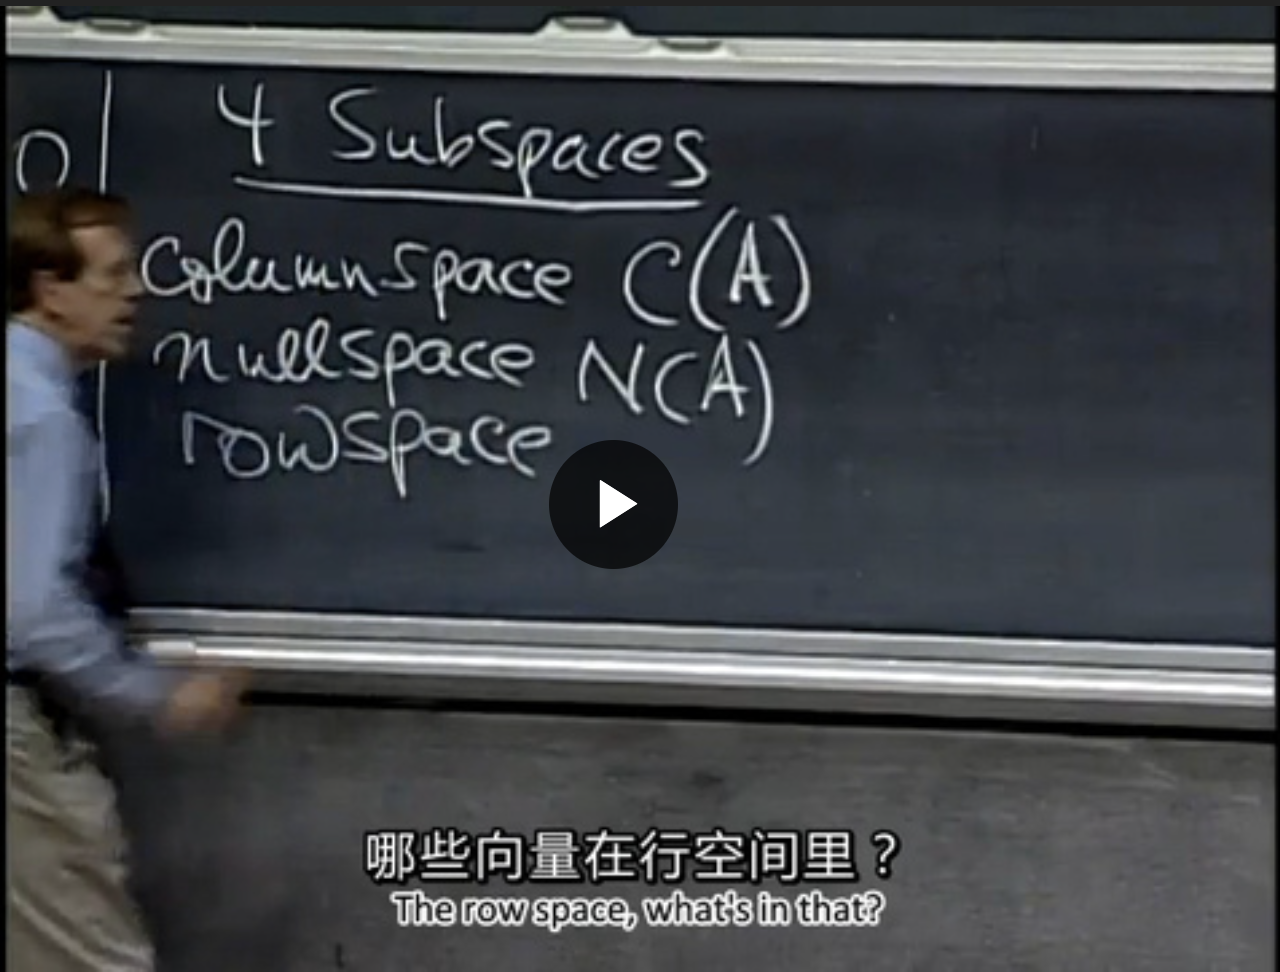 0
4 Subspaces
columnspace C(A)
nullspace N(A)
rowspace
哪些向量在行空间里？
The row space, what's in that?